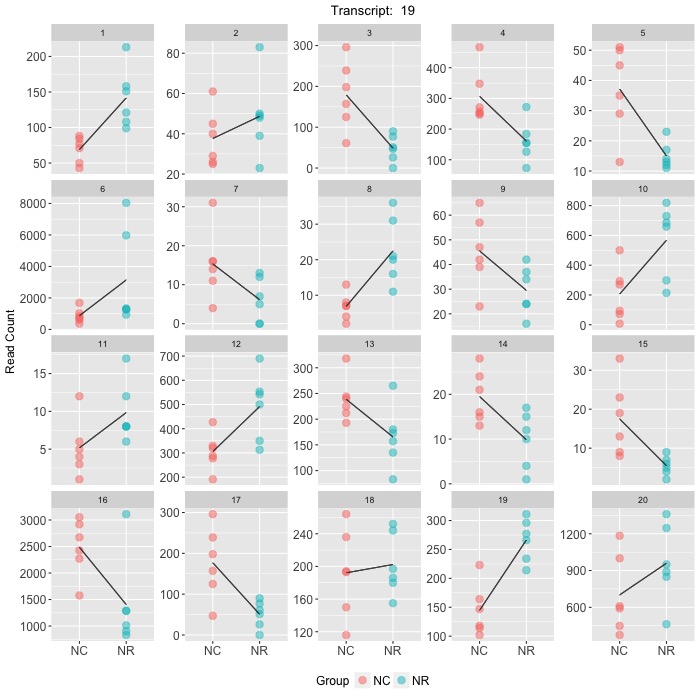 Transcript:  19
1 2 3 4 5
200 150 100 50
80 60 40 20
300 200 100 0
400 300 200 100
50 40 30 20 10
6 7 8 9 10
8000 6000 4000 2000 0
30 20 10 0
30 20 10
60 50 40 30 20
800 600 400 200 0
Read Count
11 12 13 14 15
15 10 5
700 600 500 400 300 200
300 250 200 150 100
20 10 0
30 20 10
16 17 18 19 20
3000 2500 2000 1500 1000
300 200 100 0
240 200 160 120
300 250 200 150 100
1200 900 600
NC NR NC NR NC NR NC NR NC NR
Group NC NR